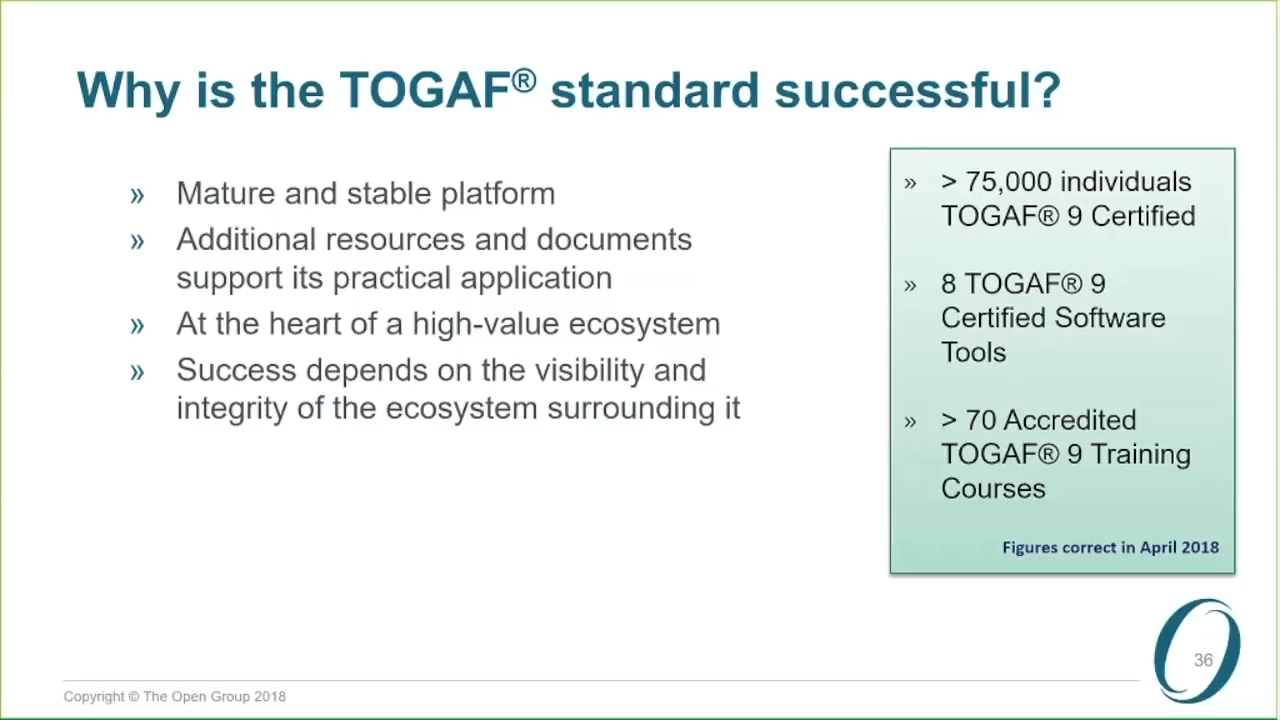 Why is the TOGAF® standard successful?
» Mature and stable platform
» Additional resources and documents
support its practical application
» At the heart of a high-value ecosystem
» Success depends on the visibility and
integrity of the ecosystem surrounding it
» > 75,000 individuals
TOGAF® 9 Certified
» 8 TOGAF® 9
Certified Software
Tools
» > 70 Accredited
TOGAF® 9 Training
Courses
Figures correct in April 2018
36
Copyright © The Open Group 2018